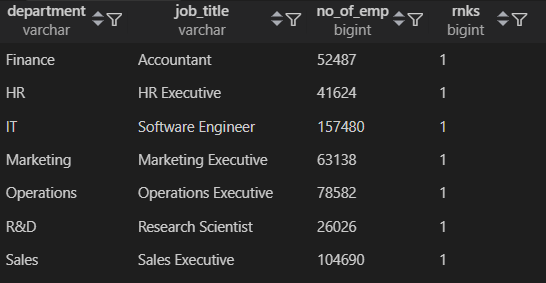 department job_title no_of_emp rnks
varchar varchar bigint bigint
Finance Accountant 52487 1
HR HR Executive 41624 1
IT Software Engineer 157480 1
Marketing Marketing Executive 63138 1
Operations Operations Executive 78582 1
R&D Research Scientist 26026 1
Sales Sales Executive 104690 1